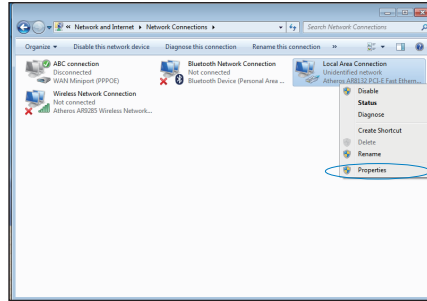 « Network and Internet ▸ Network Connections ▸
Search Network Connections
Organize ▾ Disable this network device Diagnose this connection Rename this connection »
ABC connection
Disconnected
WAN Miniport (PPPOE)
Bluetooth Network Connection
Not connected
Bluetooth Device (Personal Area ...
Local Area Connection
Unidentified network
Atheros AR8132 PCI-E Fast Ethern...
Wireless Network Connection
Not connected
Atheros AR9285 Wireless Network...
Disable
Status
Diagnose
Create Shortcut
Delete
Rename
Properties